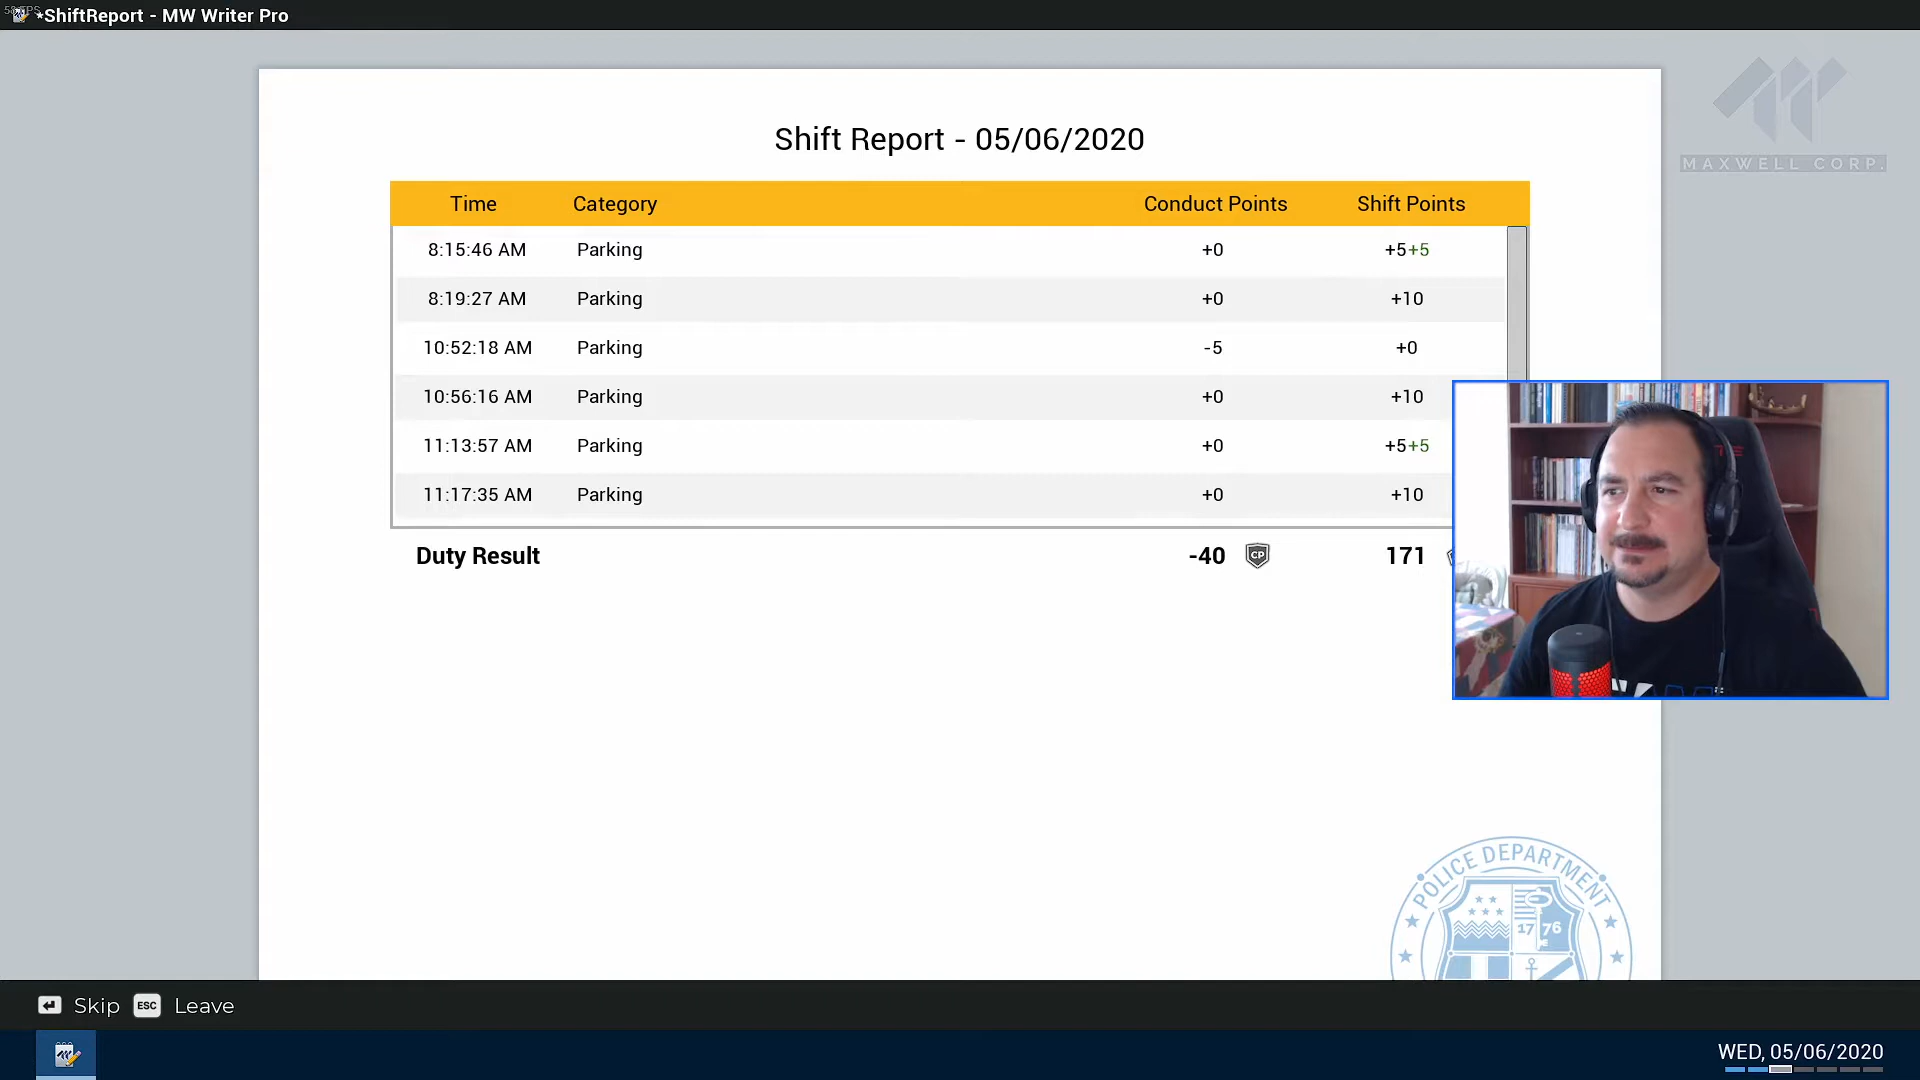 *ShiftReport - MW Writer Pro
MAXWELL CORP.
Shift Report - 05/06/2020
Time Category Conduct Points Shift Points
8:15:46 AM Parking +0 +5+5
8:19:27 AM Parking +0 +10
10:52:18 AM Parking -5 +0
10:56:16 AM Parking +0 +10
11:13:57 AM Parking +0 +5+5
11:17:35 AM Parking +0 +10
Duty Result -40 CP 171
POLICE DEPARTMENT
17 76
Skip ESC Leave
WED, 05/06/2020